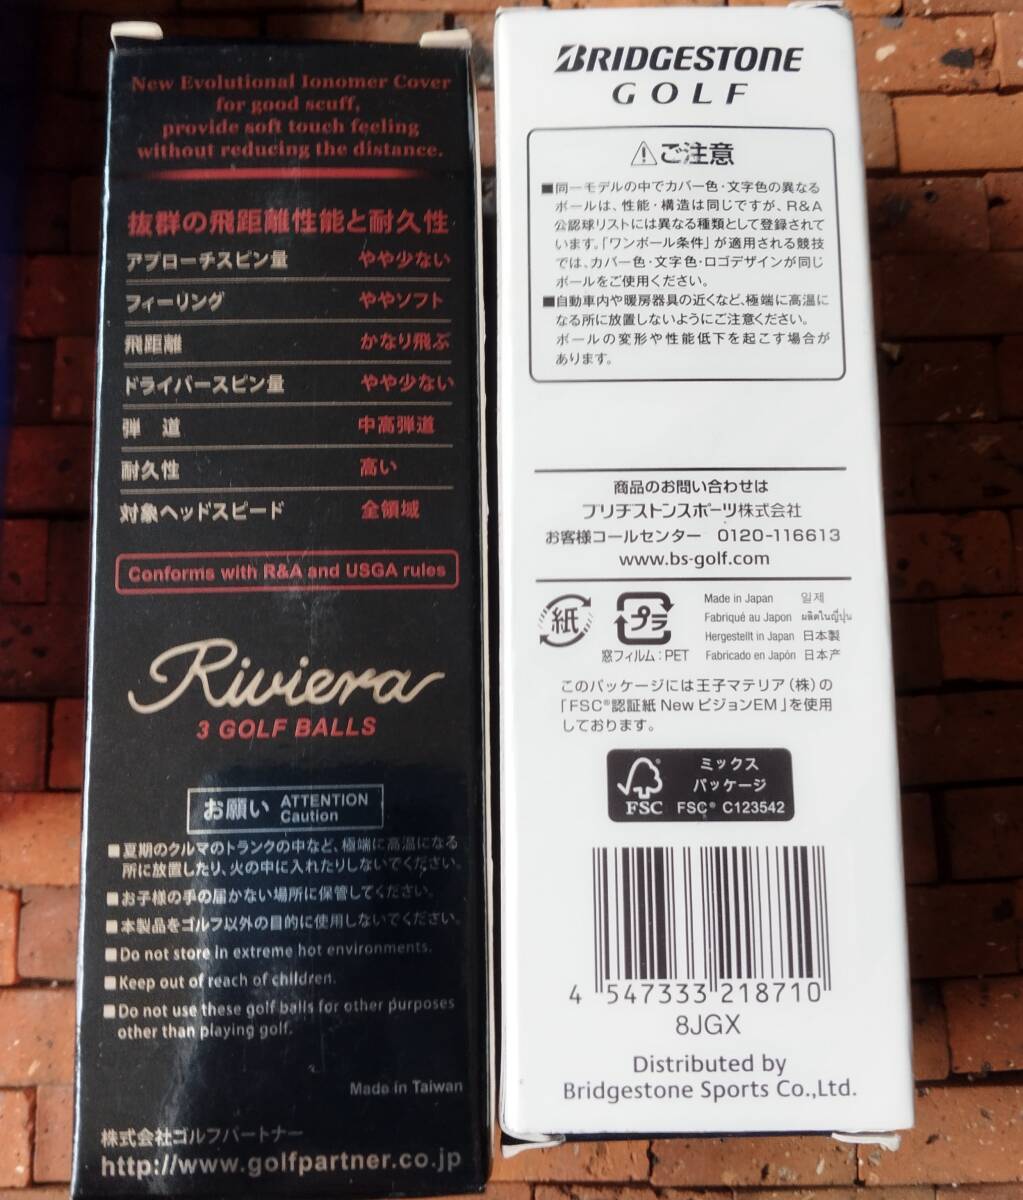 New Evolutional Ionomer Cover
for good scuff,
provide soft touch feeling
without reducing the distance.
抜群の飛距離性能と耐久性
アプローチスピン量 やや少ない
フィーリング ややソフト
飛距離 かなり飛ぶ
ドライバースピン量 やや少ない
弾 道 中高弾道
耐久性 高い
対象ヘッドスピード 全領域
Conforms with R&A and USGA rules
Riviera
3 GOLF BALLS
お願い ATTENTION
Caution
■夏期のクルマのトランクの中など、極端に高温になる
所に放置したり、火の中に入れたりしないでください。
■お子様の手の届かない場所に保管してください。
■本製品をゴルフ以外の目的に使用しないでください。
■Do not store in extreme hot environments.
■Keep out of reach of children.
■Do not use these golf balls for other purposes
other than playing golf.
Made in Taiwan
株式会社ゴルフパートナー
http://www.golfpartner.co.jp
BRIDGESTONE
GOLF
⚠ご注意
■同一モデルの中でカバー色・文字色の異なる
ボールは、性能・構造は同じですが、R&A
公認球リストには異なる種類として登録されて
います。「ワンボール条件」が適用される競技
では、カバー色・文字色・ロゴデザインが同じ
ボールをご使用ください。
■自動車内や暖房器具の近くなど、極端に高温に
なる所に放置しないようにご注意ください。
ボールの変形や性能低下を起こす場合が
あります。
商品のお問い合わせは
ブリヂストンスポーツ株式会社
お客様コールセンター 0120-116613
www.bs-golf.com
紙
プラ
窓フィルム:PET
Made in Japan 일제
Fabriqué au Japon ผลิตในญี่ปุ่น
Hergestellt in Japan 日本製
Fabricado en Japón 日本产
このパッケージには王子マテリア(株)の
「FSC®認証紙 New ビジョンEM」を使用
しております。
FSC
ミックス
パッケージ
FSC® C123542
4 547333 218710
8JGX
Distributed by
Bridgestone Sports Co.,Ltd.